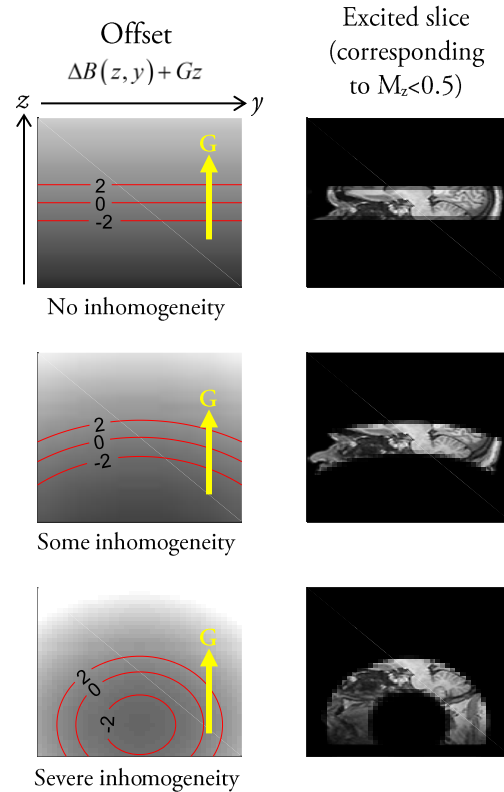 Offset
ΔB(z, y) + Gz
Excited slice
(corresponding
to Mz<0.5)
z
y
G
2
0
-2
No inhomogeneity
G
2
0
-2
Some inhomogeneity
G
2
0
-2
Severe inhomogeneity